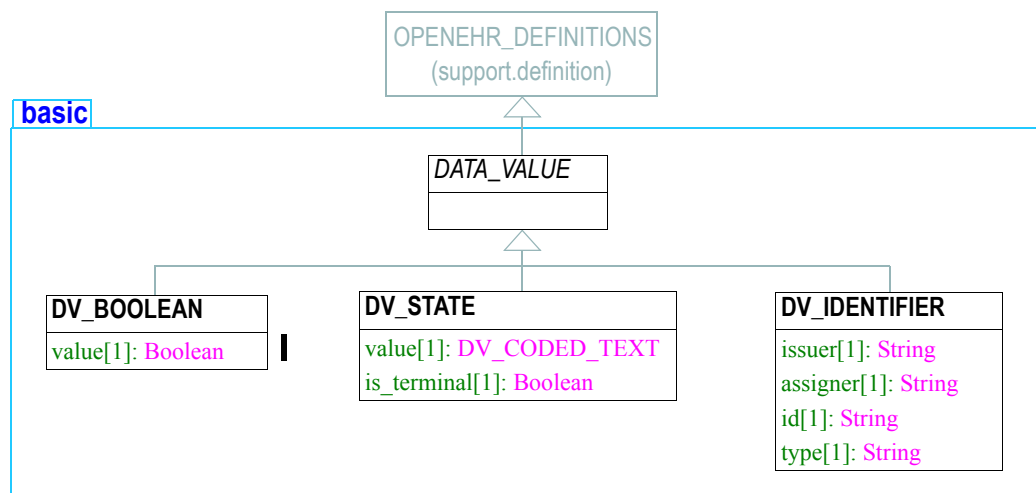 OPENEHR_DEFINITIONS
(support.definition)
basic
DATA_VALUE
DV_BOOLEAN
value[1]: Boolean
DV_STATE
value[1]: DV_CODED_TEXT
is_terminal[1]: Boolean
DV_IDENTIFIER
issuer[1]: String
assigner[1]: String
id[1]: String
type[1]: String